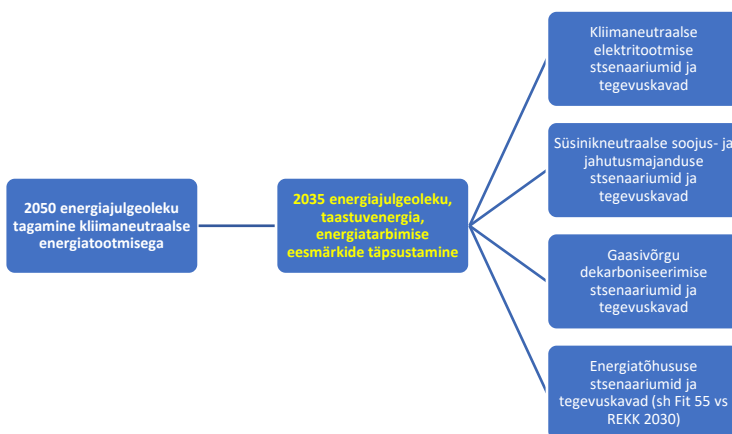 Kliimaneutraalse
elektritootmise
stsenaariumid ja
tegevuskavad
Süsinikneutraalse soojus- ja
jahutusmajanduse
stsenaariumid ja
tegevuskavad
2050 energiajulgeoleku
tagamine kliimaneutraalse
energiatootmisega
2035 energiajulgeoleku,
taastuvenergia,
energiatarbimise
eesmärkide täpsustamine
Gaasivõrgu
dekarboniseerimise
stsenaariumid ja
tegevuskavad
Energiatõhususe
stsenaariumid ja
tegevuskavad (sh Fit 55 vs
REKK 2030)